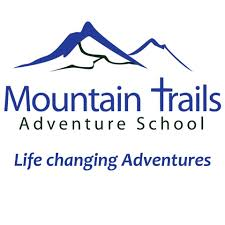 Mountain Trails
Adventure School
Life changing Adventures